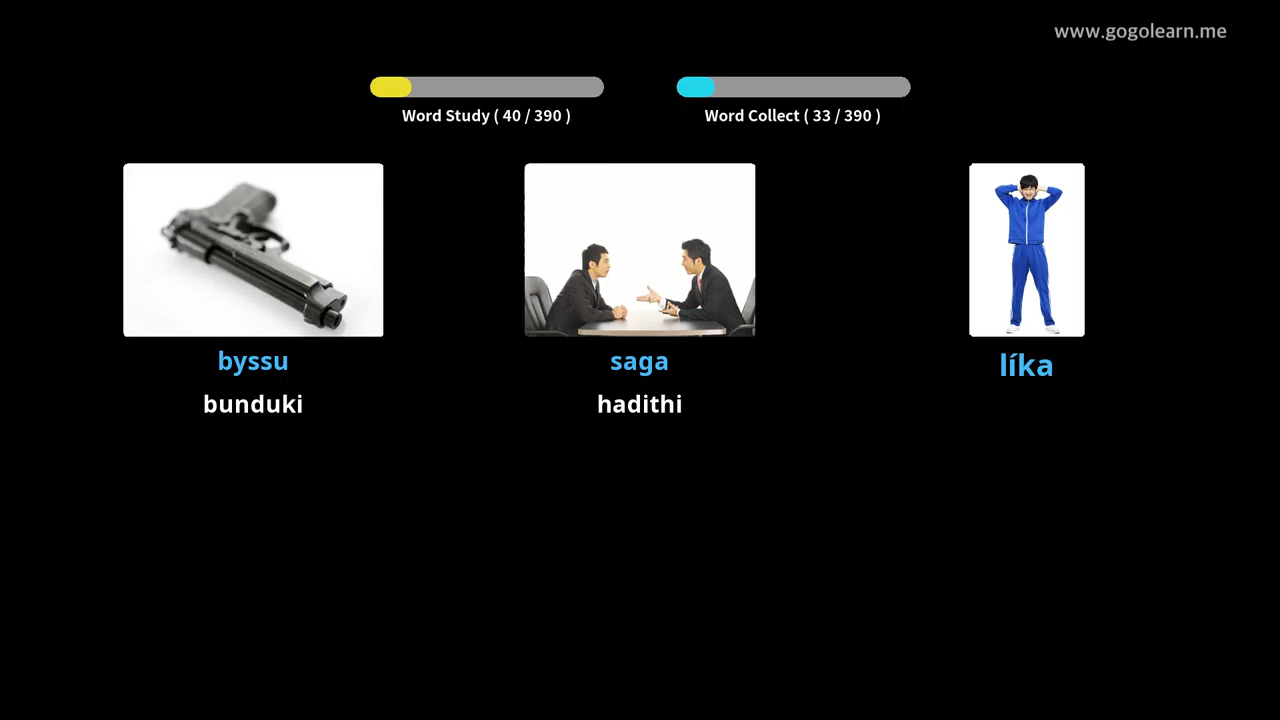 www.gogolearn.me
Word Study ( 40 / 390 )
Word Collect ( 33 / 390 )
byssu
saga
líka
bunduki
hadithi